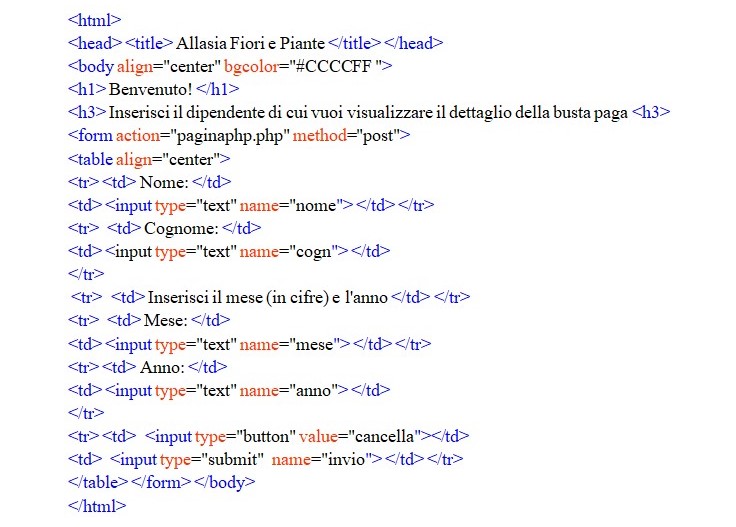 <html>
<head><title> Allasia Fiori e Piante </title></head>
<body align="center" bgcolor="#CCCCFF ">
<h1> Benvenuto! </h1>
<h3> Inserisci il dipendente di cui vuoi visualizzare il dettaglio della busta paga <h3>
<form action="paginaphp.php" method="post">
<table align="center">
<tr><td> Nome: </td>
<td><input type="text" name="nome"></td></tr>
<tr> <td> Cognome: </td>
<td><input type="text" name="cogn"></td>
</tr>
<tr> <td> Inserisci il mese (in cifre) e l'anno </td> </tr>
<tr> <td> Mese: </td>
<td><input type="text" name="mese"></td></tr>
<tr><td> Anno: </td>
<td><input type="text" name="anno"></td>
</tr>
<tr><td> <input type="button" value="cancella"></td>
<td> <input type="submit" name="invio"></td></tr>
</table></form></body>
</html>